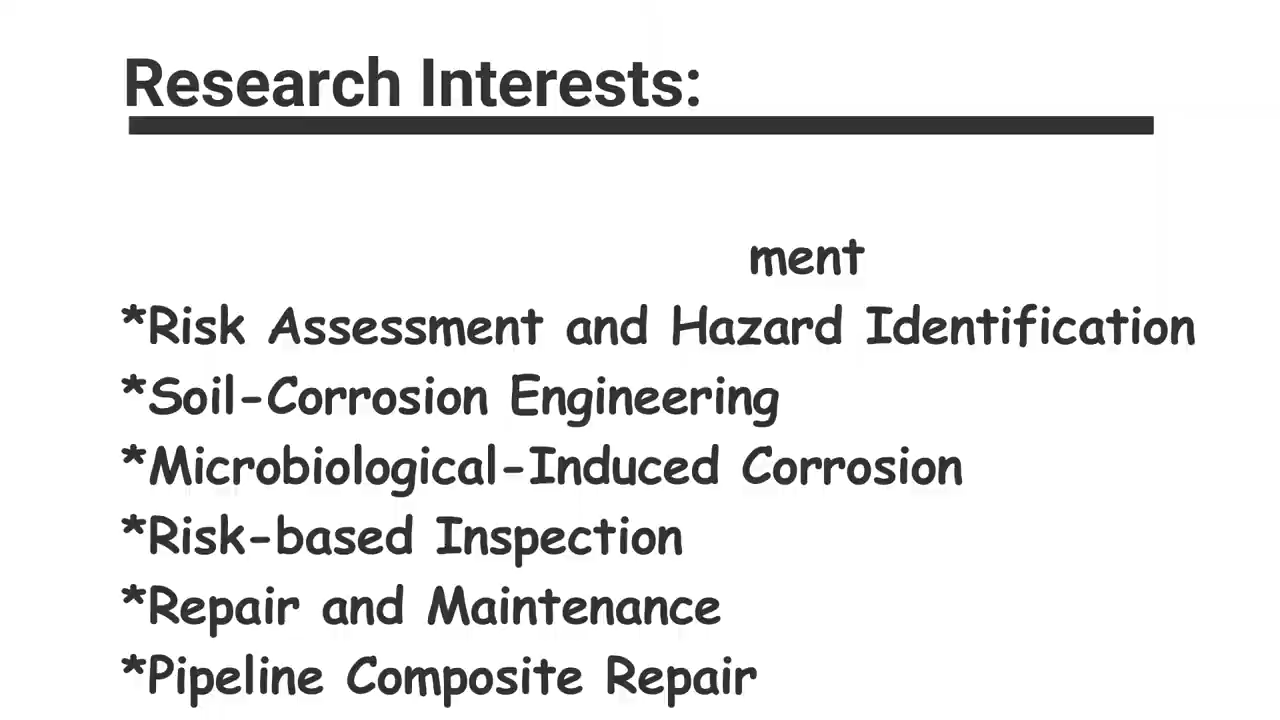 Research Interests:
ment
*Risk Assessment and Hazard Identification
*Soil-Corrosion Engineering
*Microbiological-Induced Corrosion
*Risk-based Inspection
*Repair and Maintenance
*Pipeline Composite Repair